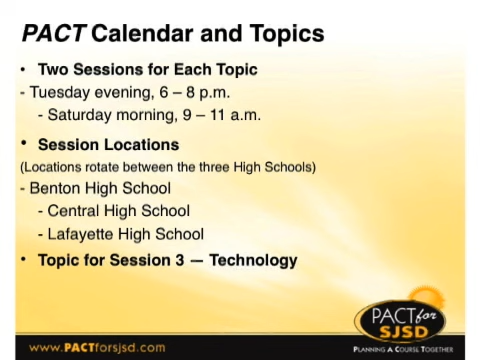 PACT Calendar and Topics
• Two Sessions for Each Topic
- Tuesday evening, 6 – 8 p.m.
- Saturday morning, 9 – 11 a.m.
• Session Locations
(Locations rotate between the three High Schools)
- Benton High School
- Central High School
- Lafayette High School
• Topic for Session 3 — Technology
PACT for
SJSD
PLANNING A COURSE TOGETHER
www.PACTforsjsd.com